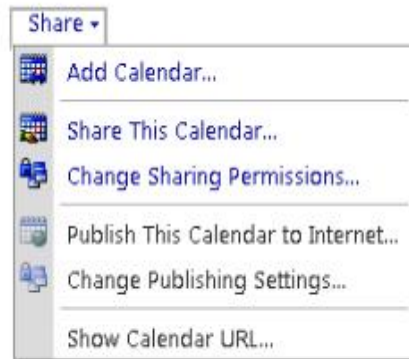 Share
Add Calendar...
Share This Calendar...
Change Sharing Permissions...
Publish This Calendar to Internet...
Change Publishing Settings...
Show Calendar URL...